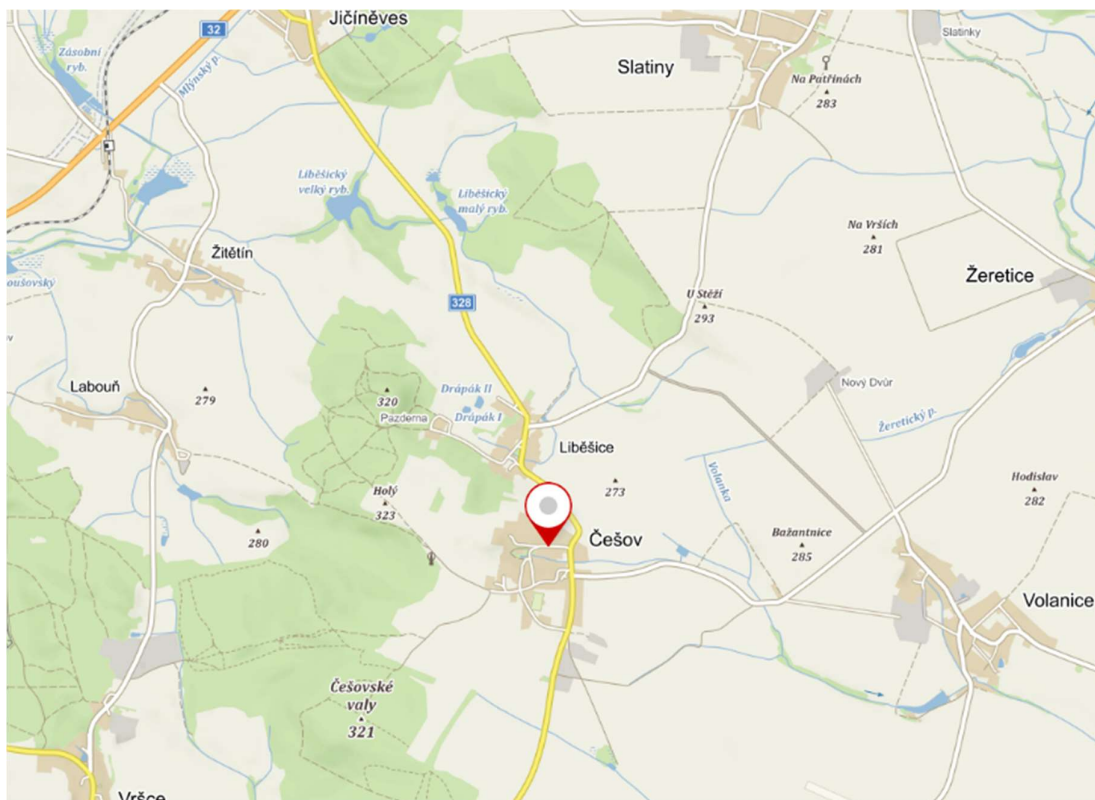 32
Jičíněves
Zásobní
ryb.
Mlýnský p.
Slatiny
Slatinky
Na Patřinách
283
Liběšický
velký ryb.
Liběšický
malý ryb.
Na Vrších
281
Žitětín
oušovský
Žeretice
U Stěží
293
328
Labouň
279
320
Drápák II
Drápák I
Pazderna
Nový Dvůr
Žeretický p.
Liběšice
Volanka
Holý
323
273
Hodislav
282
280
Češov
Bažantnice
285
Volanice
Češovské
valy
321
Vršce